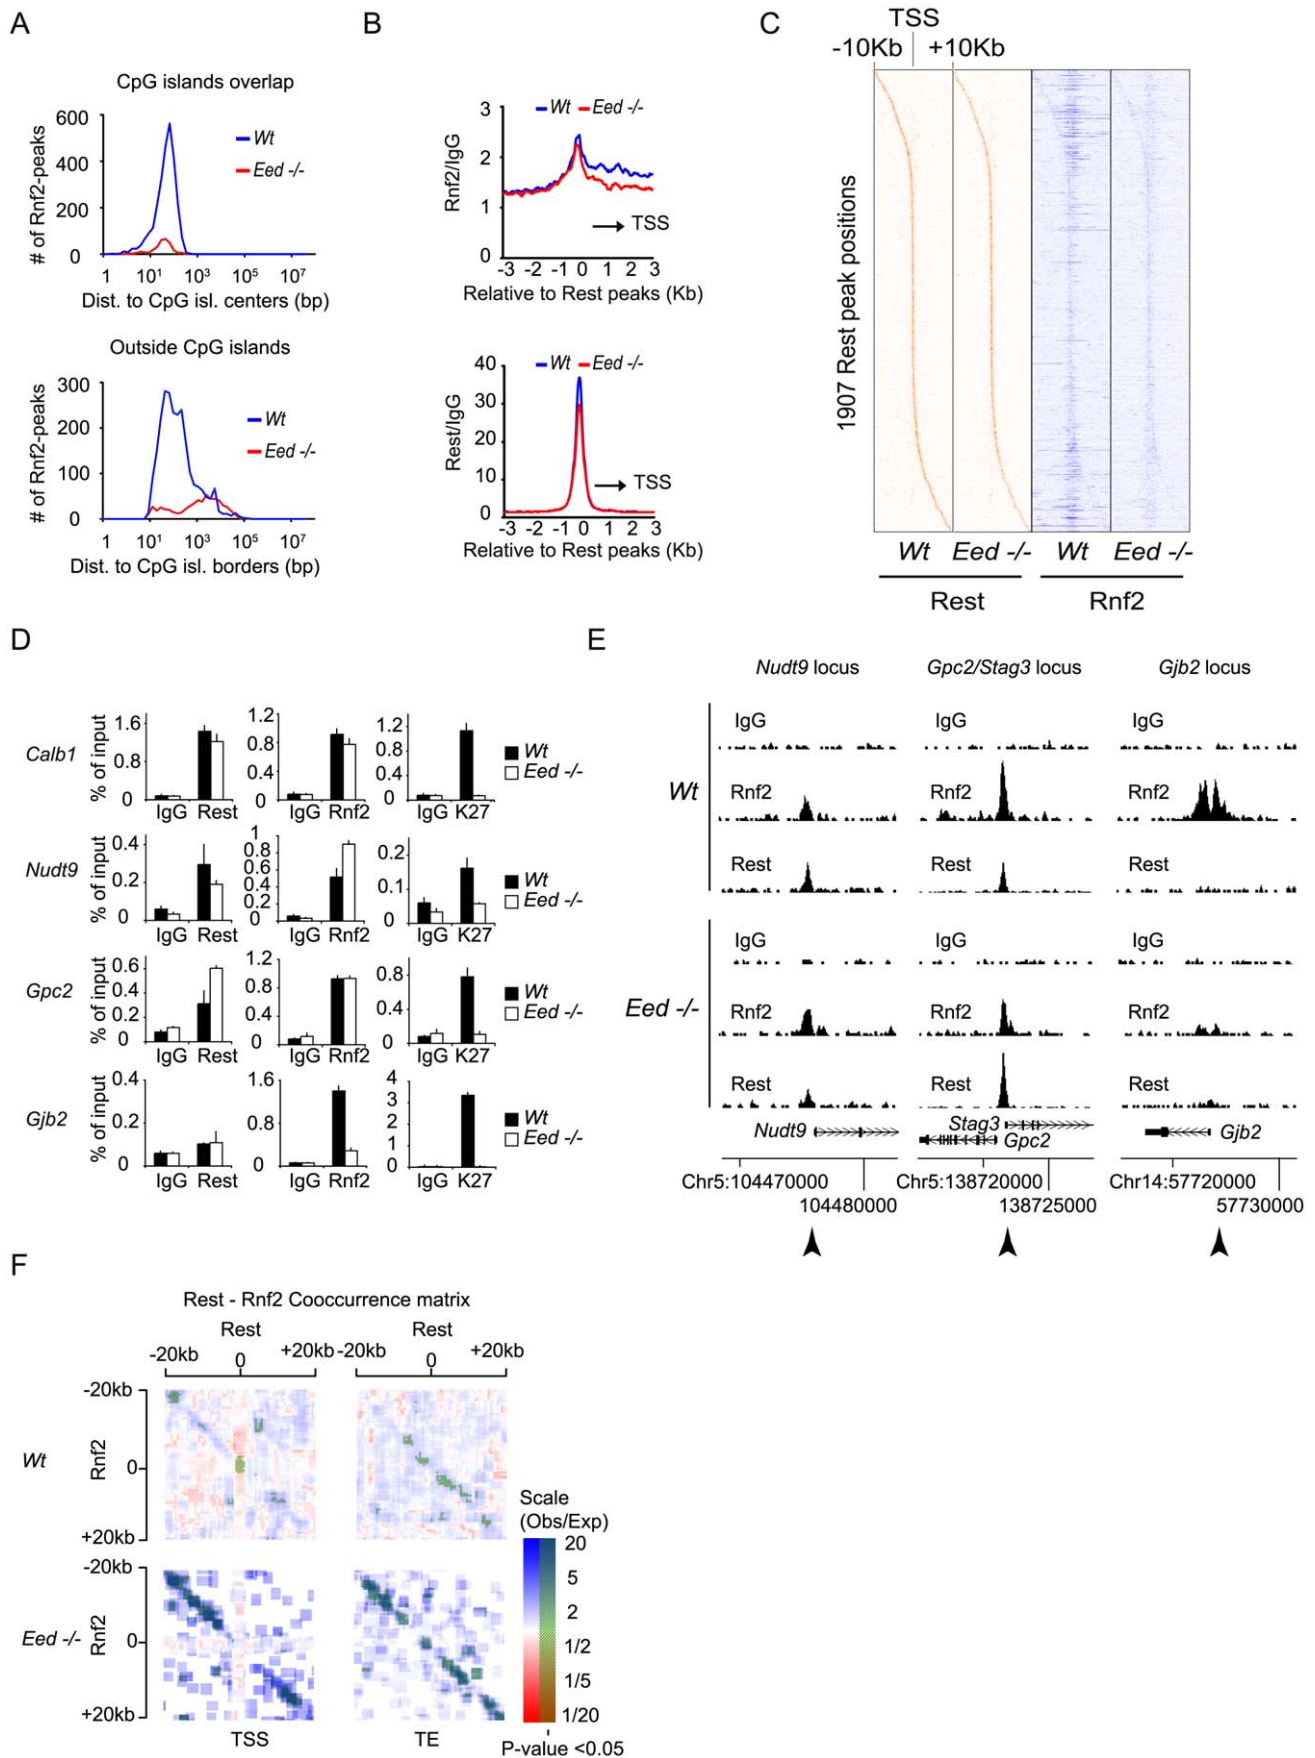 A
CpG islands overlap
# of Rnf2-peaks
600
400
200
0
Wt
Eed -/-
1 10¹ 10³ 10⁵ 10⁷
Dist. to CpG isl. centers (bp)
Outside CpG islands
# of Rnf2-peaks
300
200
100
0
Wt
Eed -/-
1 10¹ 10³ 10⁵ 10⁷
Dist. to CpG isl. borders (bp)
B
Wt Eed -/-
Rnf2/IgG
3
2
1
0
TSS
-3 -2 -1 0 1 2 3
Relative to Rest peaks (Kb)
Wt Eed -/-
Rest/IgG
40
30
20
10
0
TSS
-3 -2 -1 0 1 2 3
Relative to Rest peaks (Kb)
C
TSS
-10Kb +10Kb
1907 Rest peak positions
Wt Eed -/- Wt Eed -/-
Rest Rnf2
D
Calb1
% of input
1.6
0.8
0
IgG Rest
1.2
0.8
0.4
0
IgG Rnf2
1.2
0.8
0.4
0
IgG K27
Wt
Eed -/-
Nudt9
% of input
0.4
0.2
0
IgG Rest
1
0.8
0.6
0.4
0.2
0
IgG Rnf2
0.2
0.1
0
IgG K27
Wt
Eed -/-
Gpc2
% of input
0.6
0.4
0.2
0
IgG Rest
1.2
0.8
0.4
0
IgG Rnf2
0.8
0.4
0
IgG K27
Wt
Eed -/-
Gjb2
% of input
0.4
0.2
0
IgG Rest
1.6
0.8
0
IgG Rnf2
4
3
2
1
0
IgG K27
Wt
Eed -/-
E
Nudt9 locus Gpc2/Stag3 locus Gjb2 locus
Wt
IgG IgG IgG
Rnf2 Rnf2 Rnf2
Rest Rest Rest
Eed -/-
IgG IgG IgG
Rnf2 Rnf2 Rnf2
Rest Rest Rest
Nudt9 Stag3 Gpc2 Gjb2
Chr5:104470000 Chr5:138720000 Chr14:57720000
104480000 138725000 57730000
F
Rest - Rnf2 Cooccurrence matrix
Rest Rest
-20kb 0 +20kb -20kb 0 +20kb
Wt
Rnf2
-20kb
0
+20kb
Eed -/-
Rnf2
-20kb
0
+20kb
TSS TE
Scale
(Obs/Exp)
20
5
2
1/2
1/5
1/20
P-value <0.05